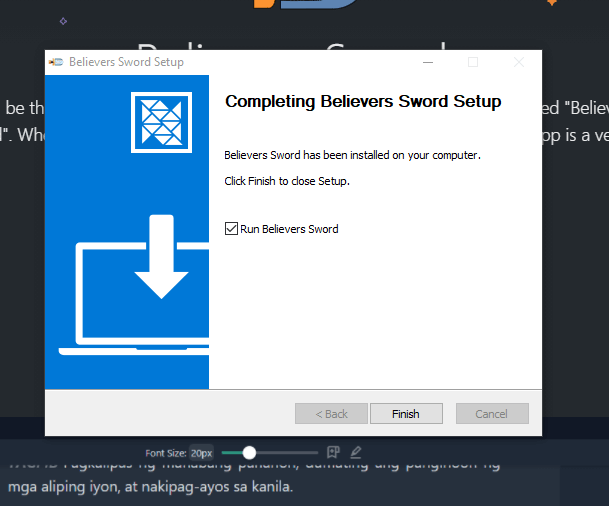 Believers Sword Setup
be th
ed "Believ
". Wh
pp is a ve
Completing Believers Sword Setup
Believers Sword has been installed on your computer.
Click Finish to close Setup.
Run Believers Sword
< Back
Finish
Cancel
Font Size: 20px
Pagkalipas ng mahabang panahon, dumating ang panginoon ng
mga aliping iyon, at nakipag-ayos sa kanila.